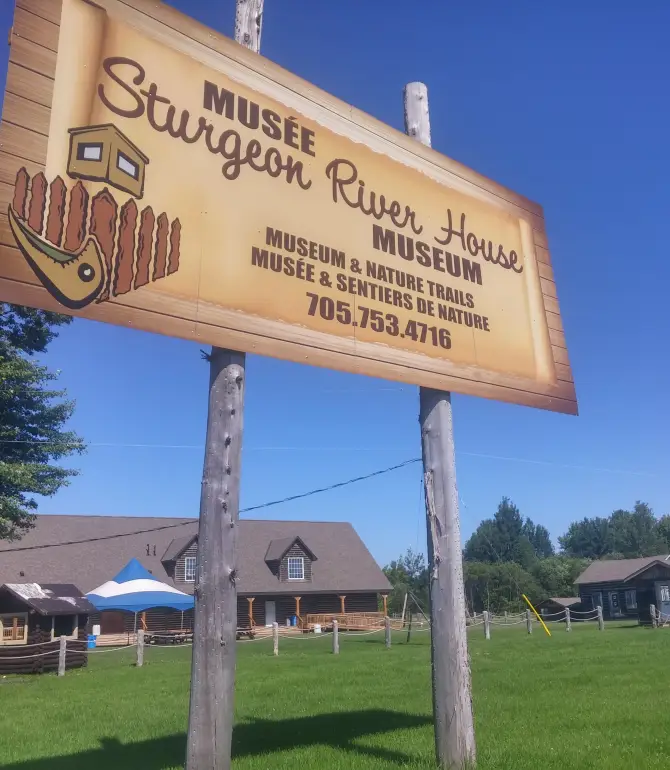 MUSÉE
Sturgeon River House
MUSEUM
MUSEUM & NATURE TRAILS
MUSÉE & SENTIERS DE NATURE
705.753.4716